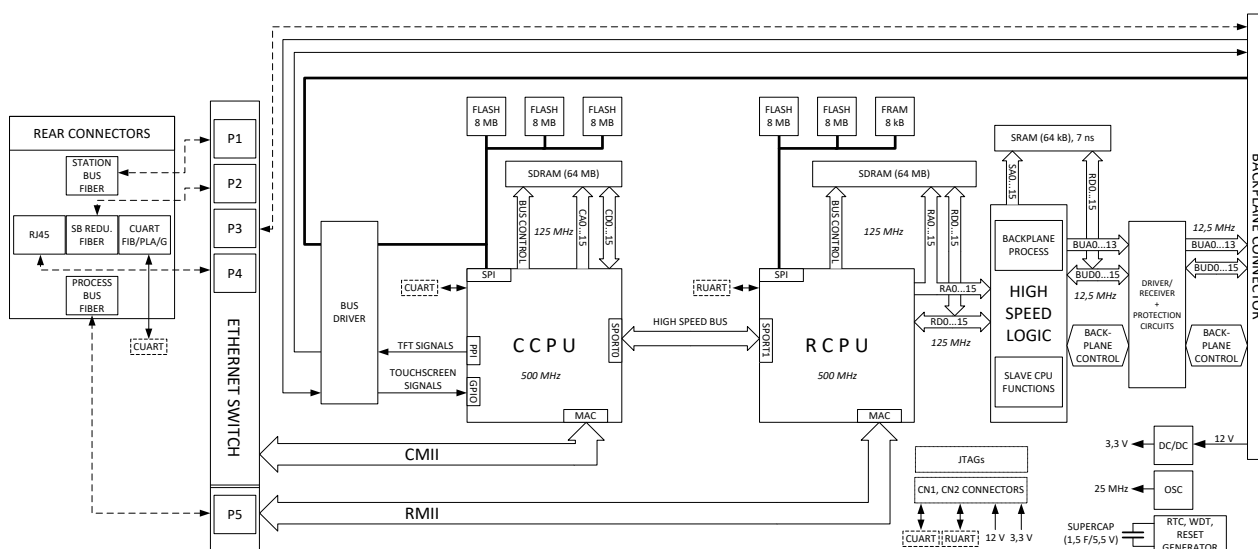 REAR CONNECTORS
STATION
BUS
FIBER
RJ45
SB REDU.
FIBER
CUART
FIB/PLA/G
PROCESS
BUS
FIBER
CUART
P1
P2
P3
P4
ETHERNET SWITCH
P5
BUS
DRIVER
FLASH
8 MB
FLASH
8 MB
FLASH
8 MB
SDRAM (64 MB)
BUS CONTROL
125 MHz
CA0...15
CD0...15
SPI
CUART
TFT SIGNALS
PPI
TOUCHSCREEN
SIGNALS
GPIO
CCPU
500 MHz
SPORT0
MAC
HIGH SPEED BUS
CMII
RMII
FLASH
8 MB
FLASH
8 MB
FRAM
8 kB
SDRAM (64 MB)
BUS CONTROL
125 MHz
RA0...15
RD0...15
SPI
RUART
SPORT1
RCPU
500 MHz
MAC
RA0...15
RD0...15
125 MHz
SRAM (64 kB), 7 ns
SA0...15
RD0...15
BACKPLANE
PROCESS
HIGH
SPEED
LOGIC
SLAVE CPU
FUNCTIONS
BUA0...13
BUD0...15
12,5 MHz
BACK-
PLANE
CONTROL
DRIVER/
RECEIVER
+
PROTECTION
CIRCUITS
12,5 MHz
BUA0...13
BUD0...15
BACK-
PLANE
CONTROL
BACKPLANE CONNECTOR
JTAGs
CN1, CN2 CONNECTORS
CUART
RUART
12 V
3,3 V
3,3 V
DC/DC
12 V
25 MHz
OSC
SUPERCAP
(1,5 F/5,5 V)
RTC, WDT,
RESET
GENERATOR